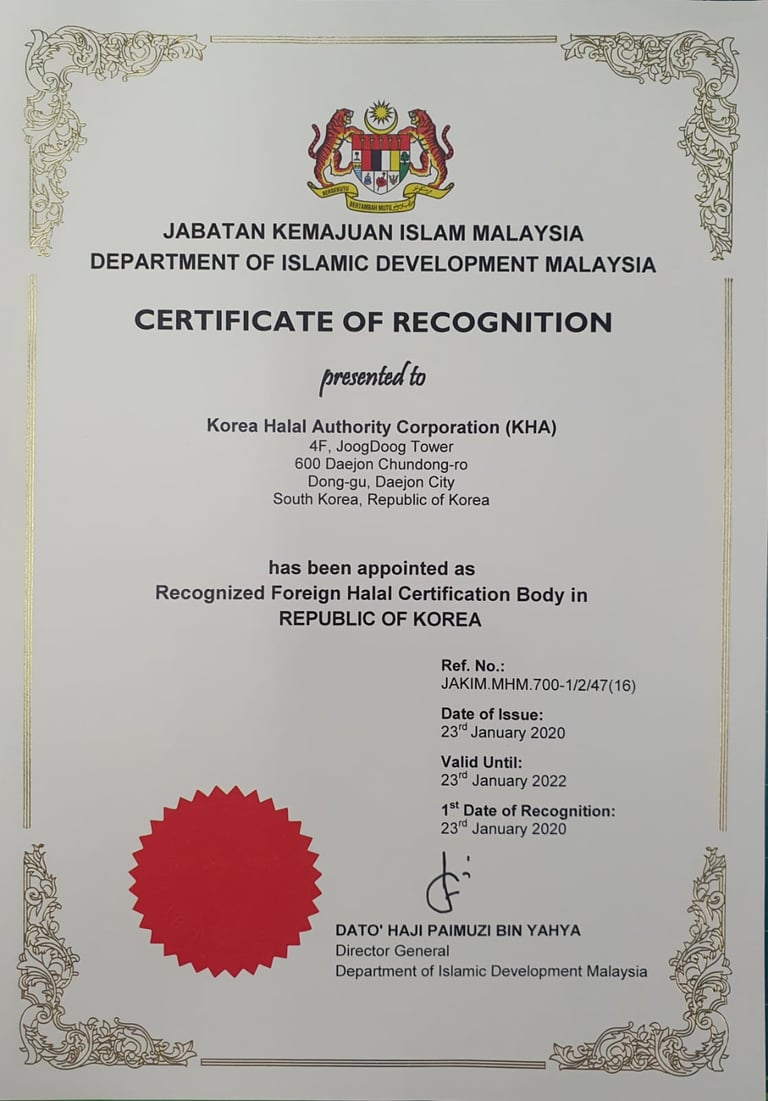 BERSEKUTU
BERTAMBAH MUTU
JABATAN KEMAJUAN ISLAM MALAYSIA
DEPARTMENT OF ISLAMIC DEVELOPMENT MALAYSIA
CERTIFICATE OF RECOGNITION
presented to
Korea Halal Authority Corporation (KHA)
4F, JoogDoog Tower
600 Daejon Chundong-ro
Dong-gu, Daejon City
South Korea, Republic of Korea
has been appointed as
Recognized Foreign Halal Certification Body in
REPUBLIC OF KOREA
Ref. No.:
JAKIM.MHM.700-1/2/47(16)
Date of Issue:
23rd January 2020
Valid Until:
23rd January 2022
1st Date of Recognition:
23rd January 2020
DATO' HAJI PAIMUZI BIN YAHYA
Director General
Department of Islamic Development Malaysia